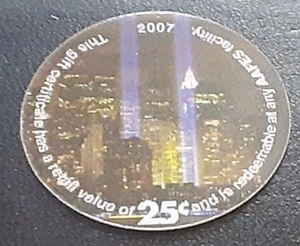 2007
This gift certificate has a retail value of 25¢ and is redeemable at any AAFES facility.